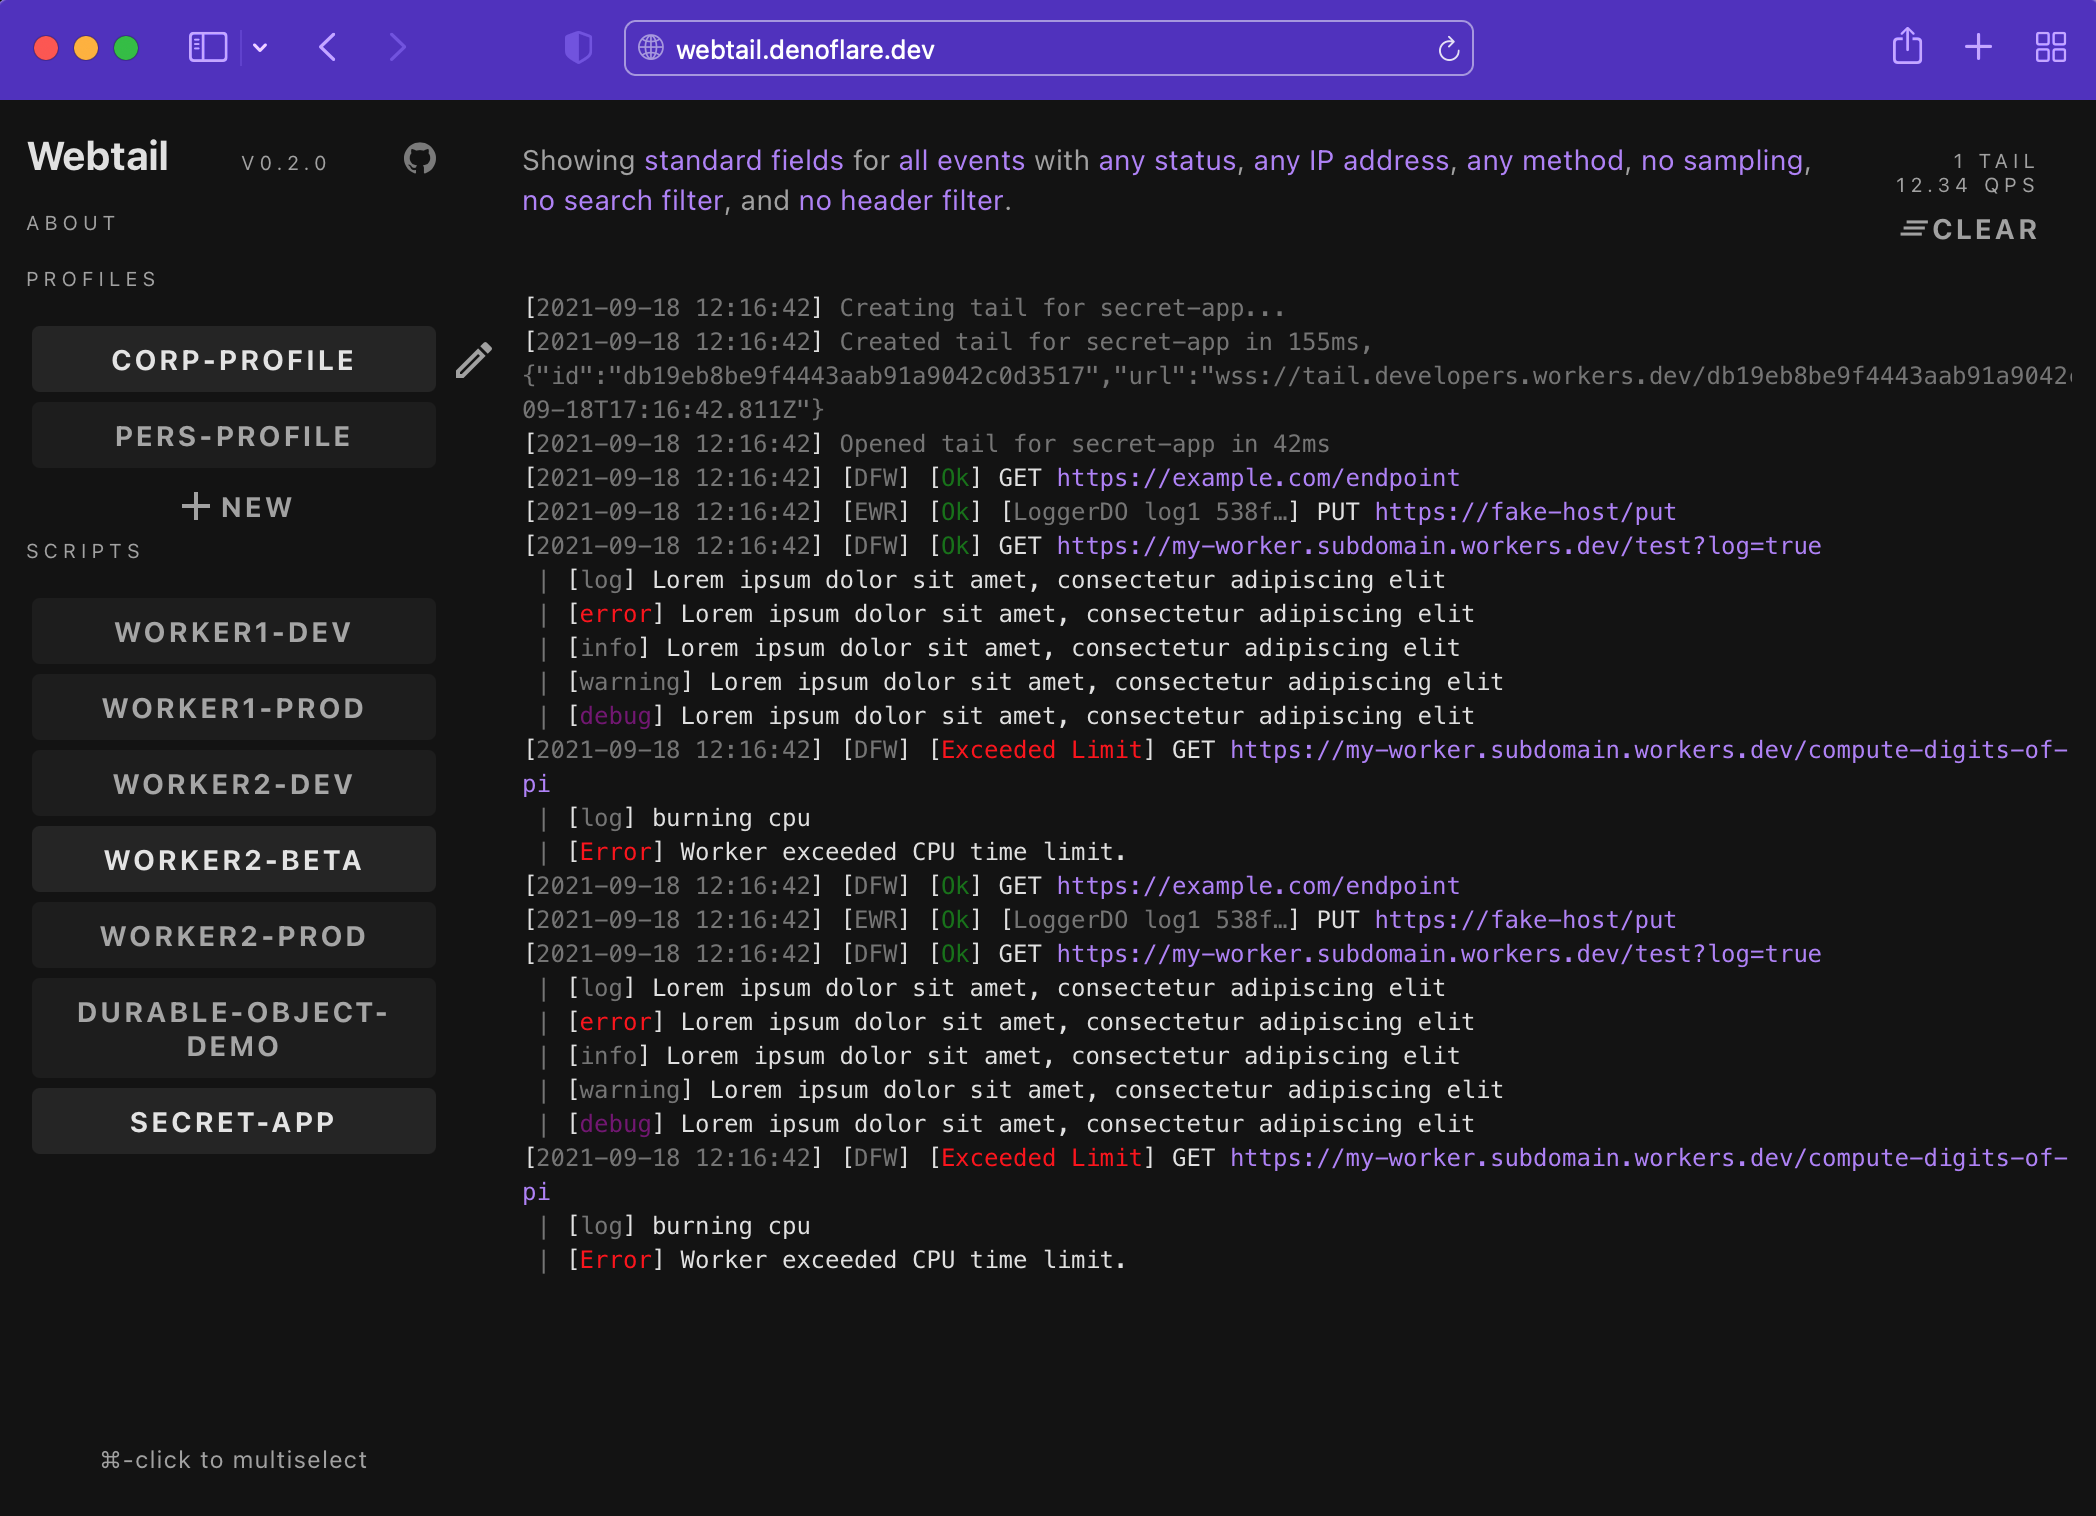 webtail.denoflare.dev
Webtail
V0.2.0
ABOUT
PROFILES
CORP-PROFILE
PERS-PROFILE
NEW
SCRIPTS
WORKER1-DEV
WORKER1-PROD
WORKER2-DEV
WORKER2-BETA
WORKER2-PROD
DURABLE-OBJECT-
DEMO
SECRET-APP
⌘-click to multiselect
Showing standard fields for all events with any status, any IP address, any method, no sampling,
no search filter, and no header filter.
1 TAIL
12.34 QPS
CLEAR
[2021-09-18 12:16:42] Creating tail for secret-app...
[2021-09-18 12:16:42] Created tail for secret-app in 155ms,
{"id":"db19eb8be9f4443aab91a9042c0d3517","url":"wss://tail.developers.workers.dev/db19eb8be9f4443aab91a9042
09-18T17:16:42.811Z"}
[2021-09-18 12:16:42] Opened tail for secret-app in 42ms
[2021-09-18 12:16:42] [DFW] [Ok] GET https://example.com/endpoint
[2021-09-18 12:16:42] [EWR] [Ok] [LoggerDO log1 538f…] PUT https://fake-host/put
[2021-09-18 12:16:42] [DFW] [Ok] GET https://my-worker.subdomain.workers.dev/test?log=true
| [log] Lorem ipsum dolor sit amet, consectetur adipiscing elit
| [error] Lorem ipsum dolor sit amet, consectetur adipiscing elit
| [info] Lorem ipsum dolor sit amet, consectetur adipiscing elit
| [warning] Lorem ipsum dolor sit amet, consectetur adipiscing elit
| [debug] Lorem ipsum dolor sit amet, consectetur adipiscing elit
[2021-09-18 12:16:42] [DFW] [Exceeded Limit] GET https://my-worker.subdomain.workers.dev/compute-digits-of-
pi
| [log] burning cpu
| [Error] Worker exceeded CPU time limit.
[2021-09-18 12:16:42] [DFW] [Ok] GET https://example.com/endpoint
[2021-09-18 12:16:42] [EWR] [Ok] [LoggerDO log1 538f…] PUT https://fake-host/put
[2021-09-18 12:16:42] [DFW] [Ok] GET https://my-worker.subdomain.workers.dev/test?log=true
| [log] Lorem ipsum dolor sit amet, consectetur adipiscing elit
| [error] Lorem ipsum dolor sit amet, consectetur adipiscing elit
| [info] Lorem ipsum dolor sit amet, consectetur adipiscing elit
| [warning] Lorem ipsum dolor sit amet, consectetur adipiscing elit
| [debug] Lorem ipsum dolor sit amet, consectetur adipiscing elit
[2021-09-18 12:16:42] [DFW] [Exceeded Limit] GET https://my-worker.subdomain.workers.dev/compute-digits-of-
pi
| [log] burning cpu
| [Error] Worker exceeded CPU time limit.